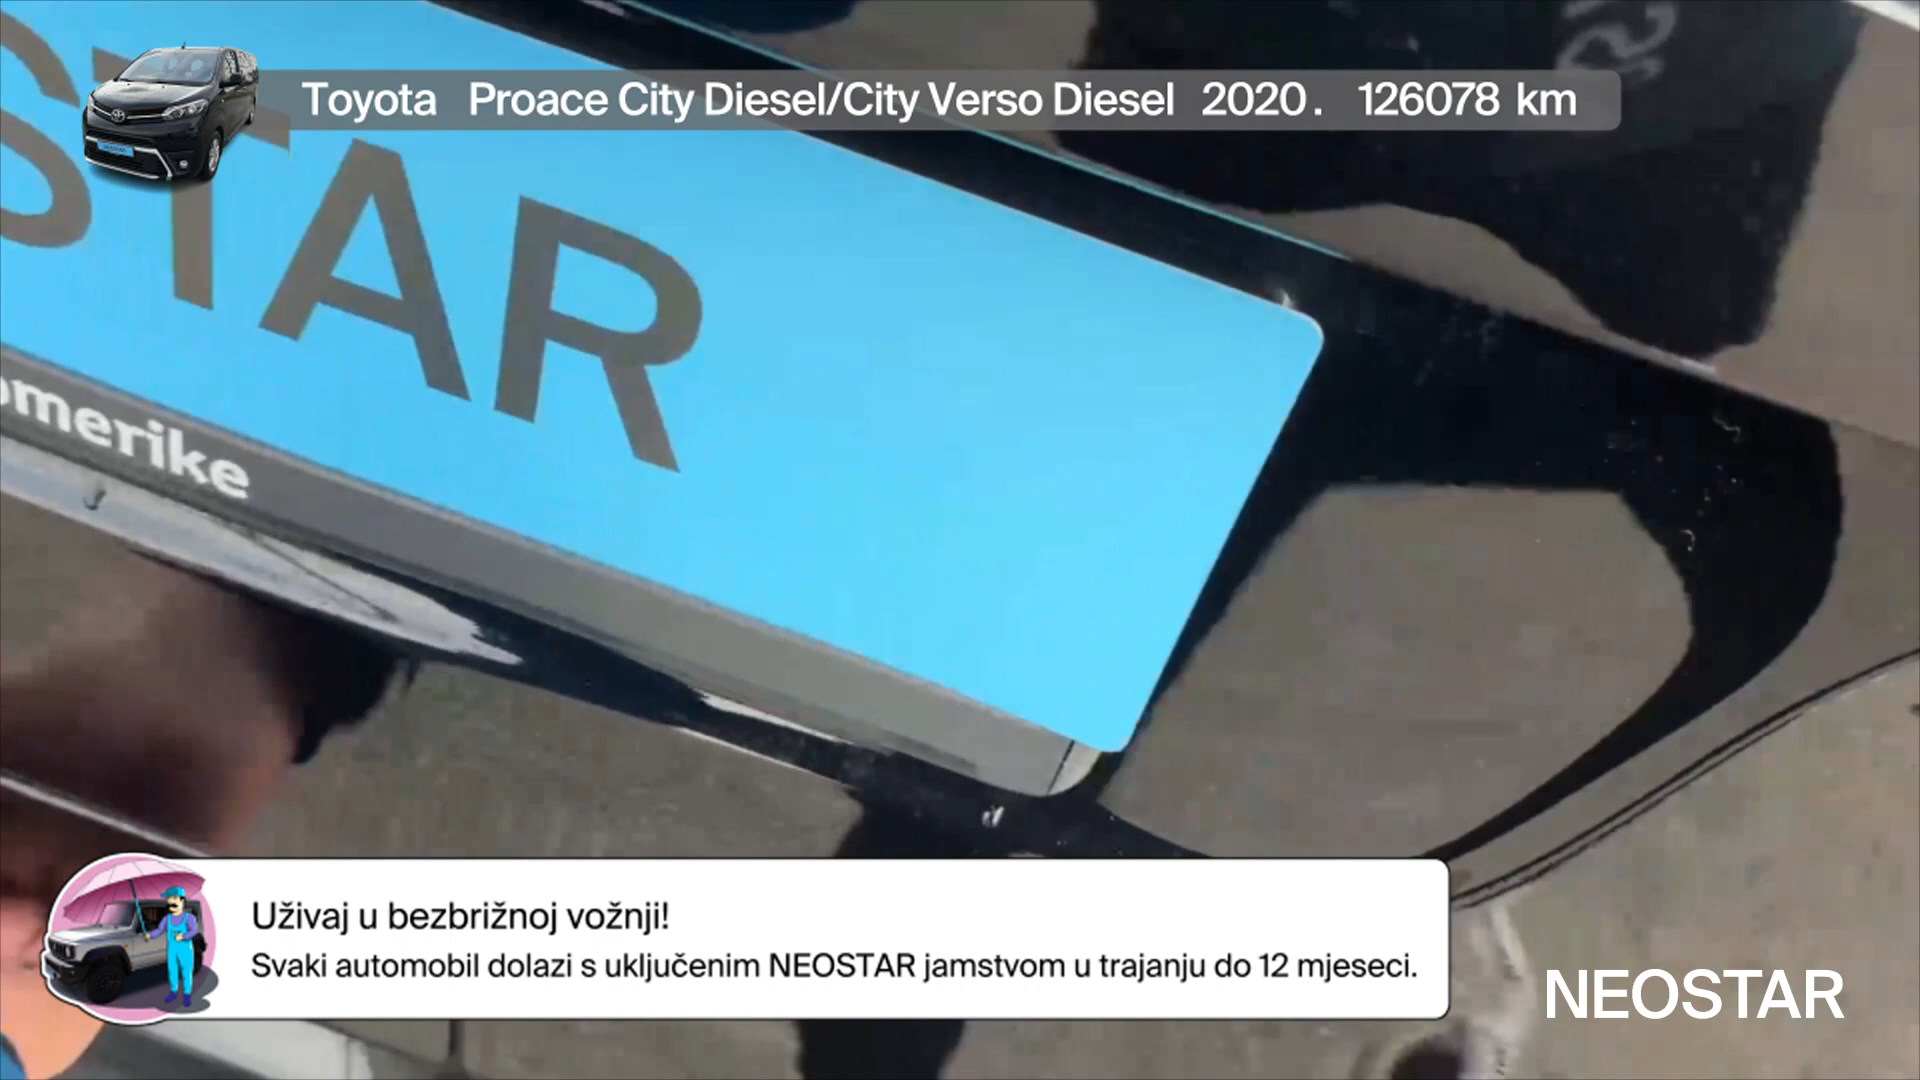 Toyota Proace City Diesel/City Verso Diesel 2020. 126078 km
STAR
omerike
Uživaj u bezbrižnoj vožnji!
Svaki automobil dolazi s uključenim NEOSTAR jamstvom u trajanju do 12 mjeseci.
NEOSTAR